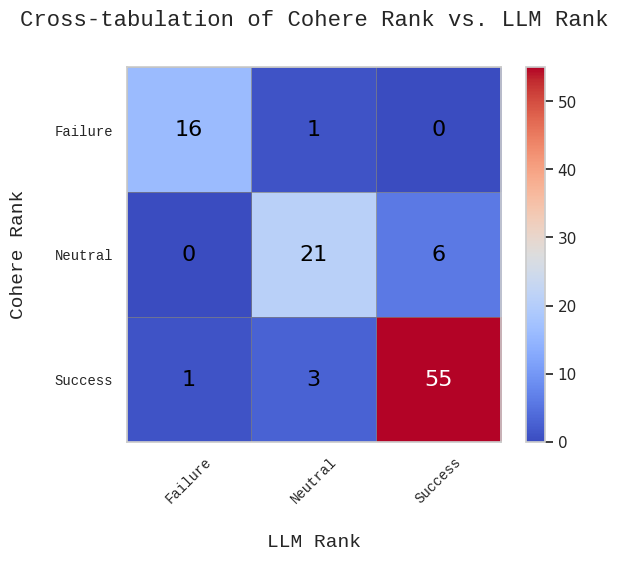 Cross-tabulation of Cohere Rank vs. LLM Rank
Cohere Rank
Failure
16 1 0
Neutral
0 21 6
Success
1 3 55
Failure Neutral Success
LLM Rank
50
40
30
20
10
0